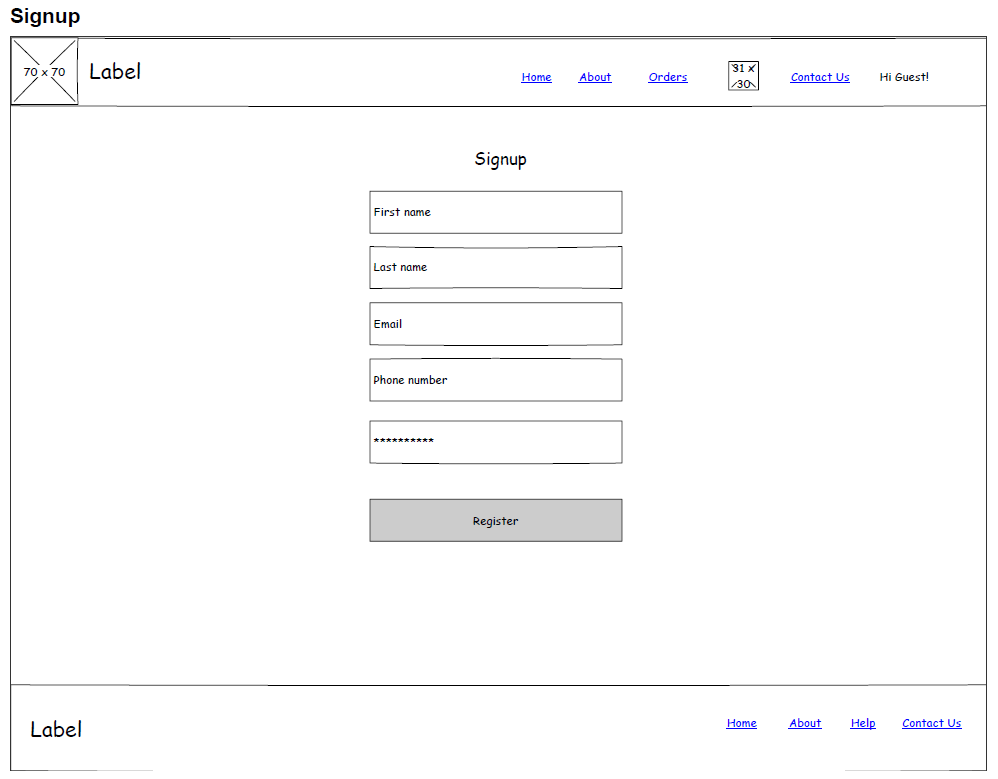 Signup
70 x 70
Label
Home About Orders
31 x
30
Contact Us Hi Guest!
Signup
First name
Last name
Email
Phone number
**********
Register
Label
Home About Help Contact Us